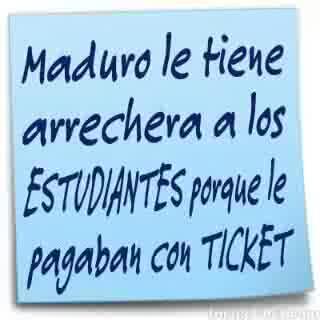 Maduro le tiene
arrechera a los
ESTUDIANTES porque le
pagaban con TICKET